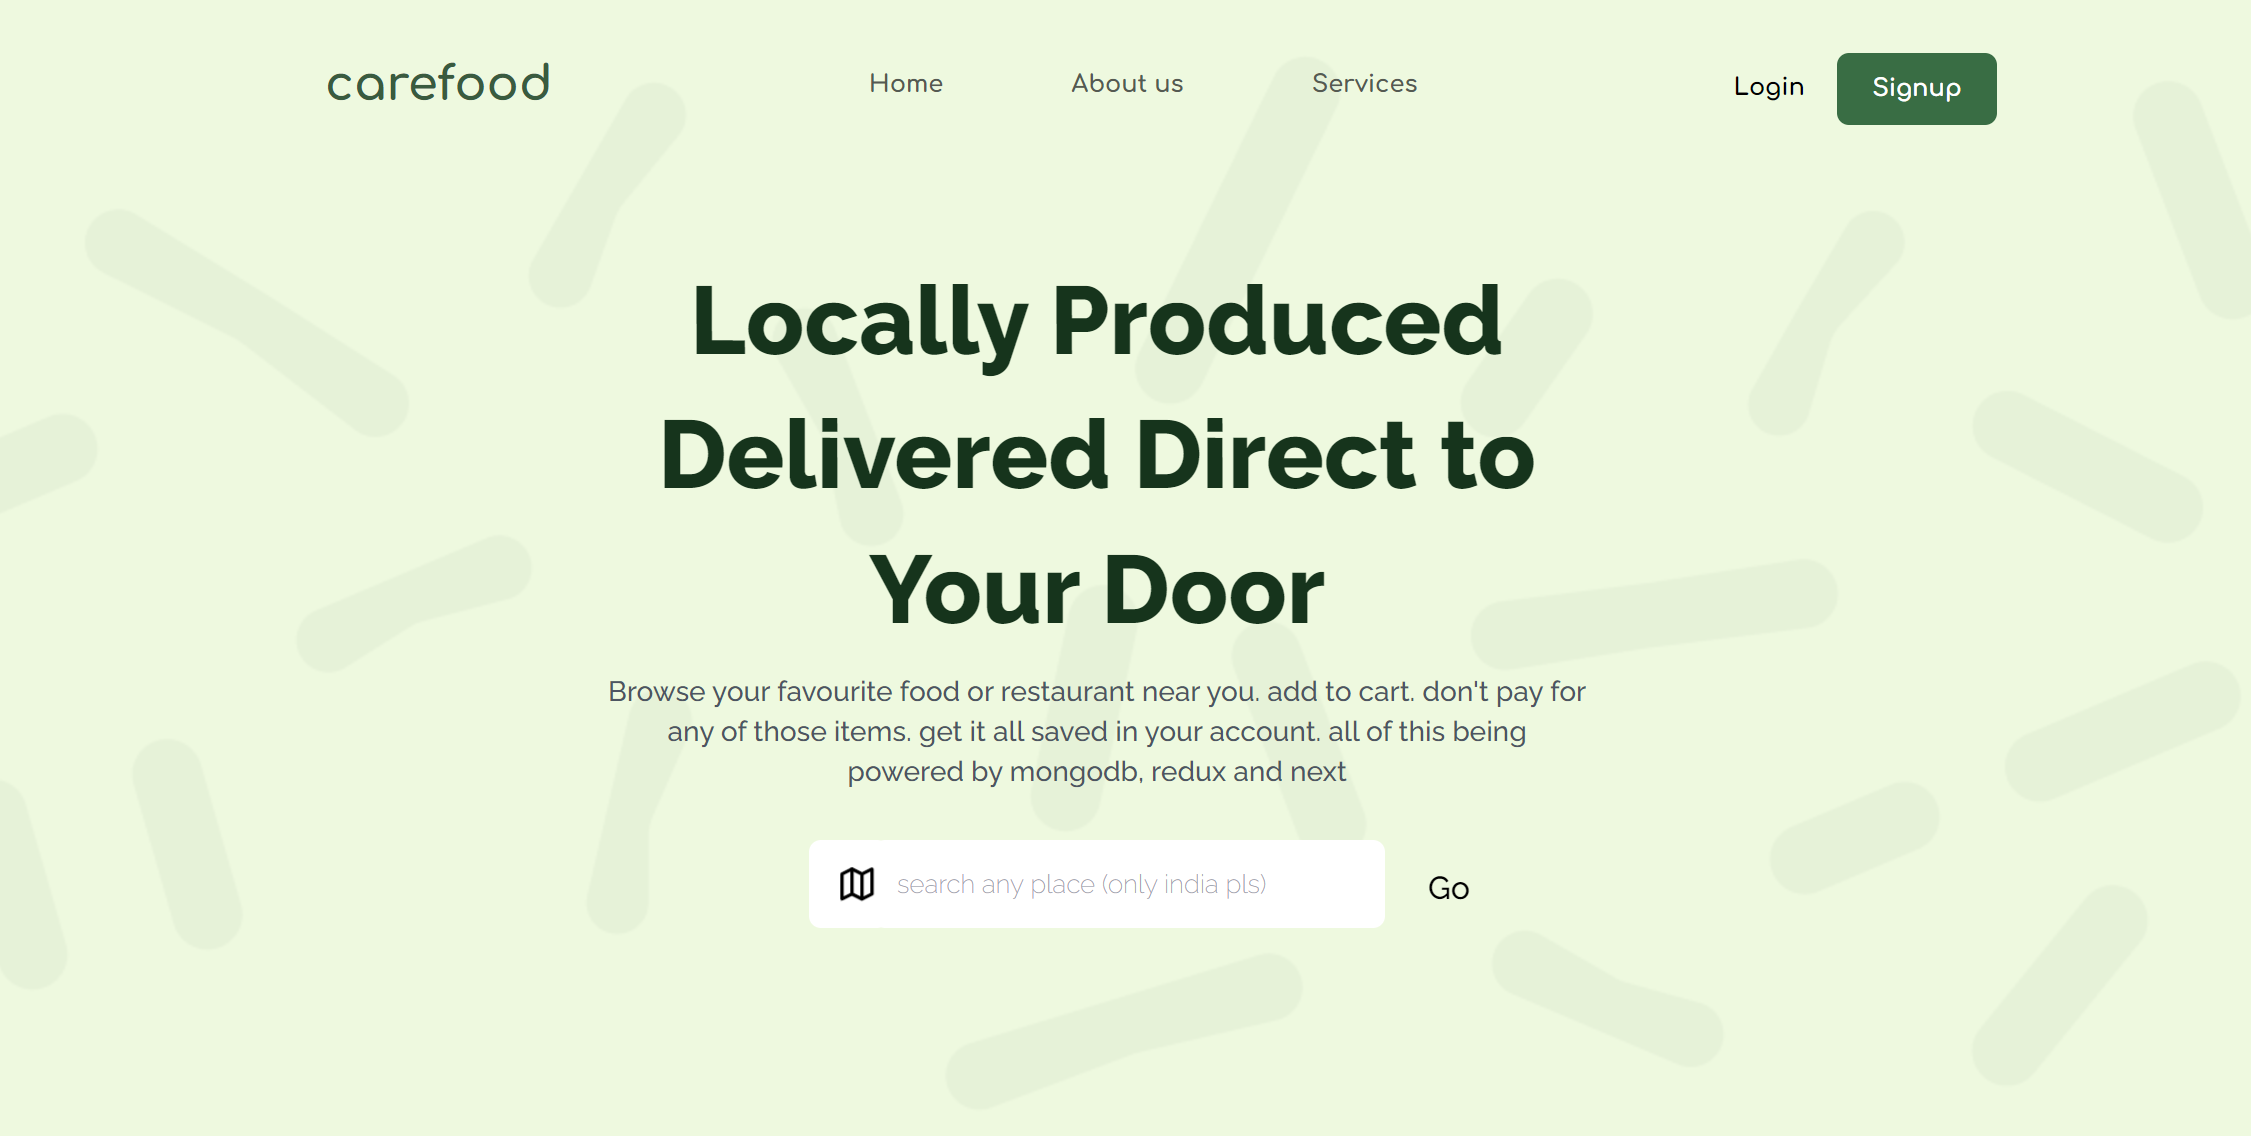 carefood
Home
About us
Services
Login
Signup
Locally Produced
Delivered Direct to
Your Door
Browse your favourite food or restaurant near you. add to cart. don't pay for
any of those items. get it all saved in your account. all of this being
powered by mongodb, redux and next
search any place (only india pls)
Go